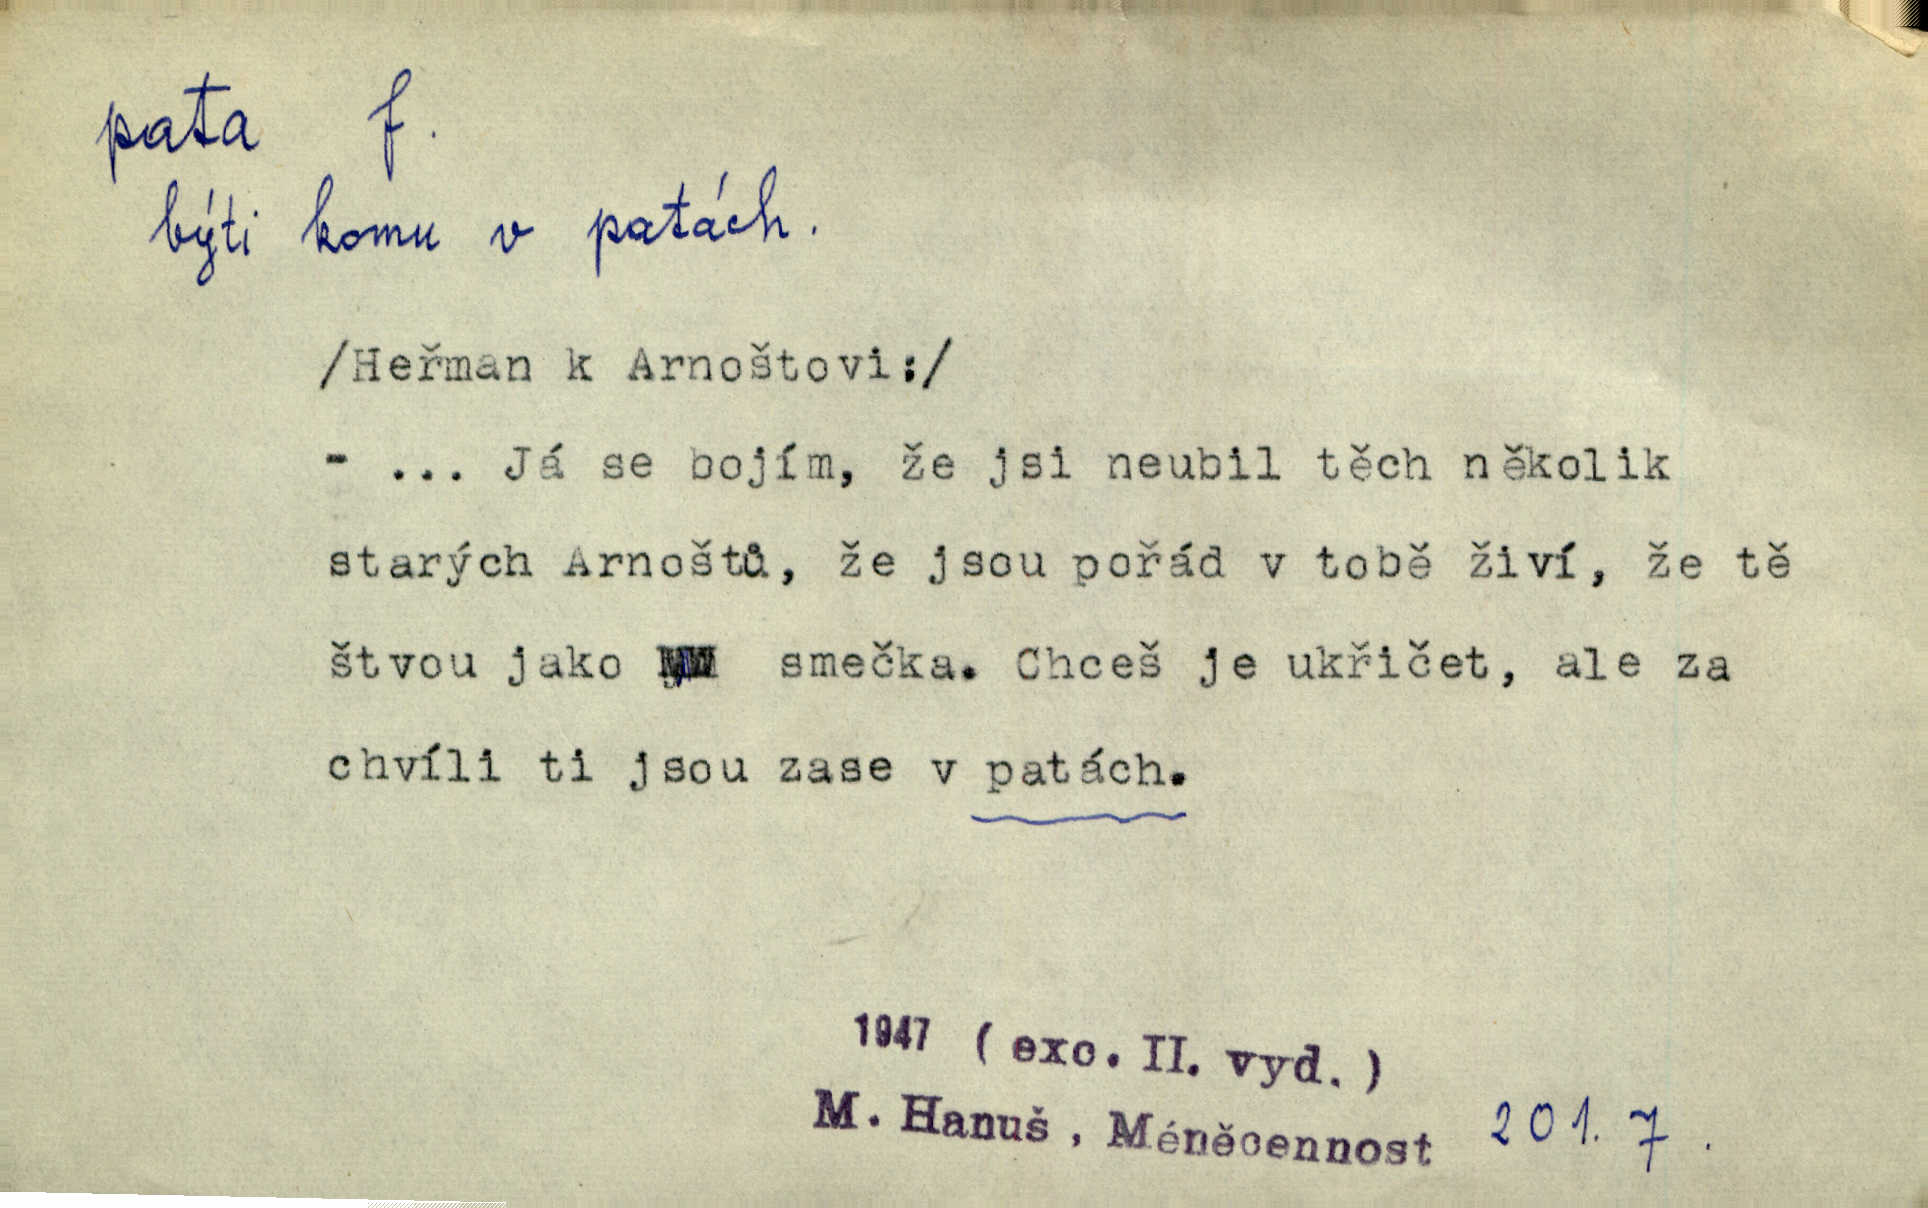 pata f.
býti komu v patách.
/Heřman k Arnoštovi:/
- ... Já se bojím, že jsi neubil těch několik
starých Arnoštů, že jsou pořád v tobě živí, že tě
štvou jako smečka. Chceš je ukřičet, ale za
chvíli ti jsou zase v patách.
1947 (exc. II. vyd.)
M. Hanuš, Méněcennost 201.7.